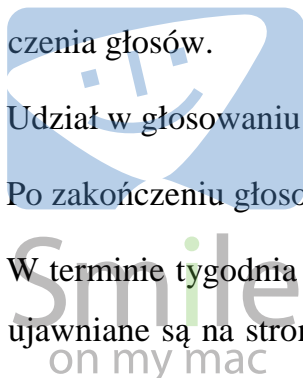 czenia głosów.
Udział w głosowaniu
Po zakończeniu głoso
W terminie tygodnia
ujawniane są na stron
Smile
on my mac